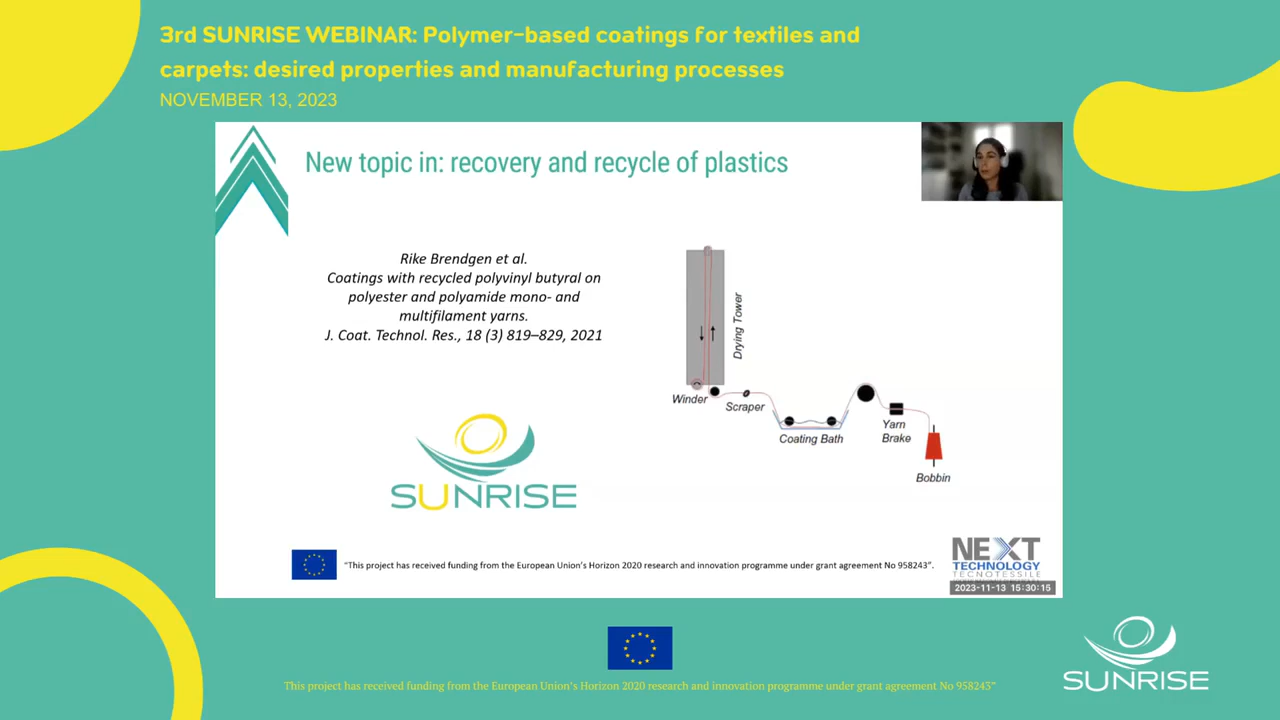 3rd SUNRISE WEBINAR: Polymer-based coatings for textiles and
carpets: desired properties and manufacturing processes
NOVEMBER 13, 2023
New topic in: recovery and recycle of plastics
Rike Brendgen et al.
Coatings with recycled polyvinyl butyral on
polyester and polyamide mono- and
multifilament yarns.
J. Coat. Technol. Res., 18 (3) 819–829, 2021
Drying Tower
Winder
Scraper
Coating Bath
Yarn
Brake
Bobbin
SUNRISE
"This project has received funding from the European Union's Horizon 2020 research and innovation programme under grant agreement No 958243".
NEXT
TECHNOLOGY
TECNOTESSILE
2023-11-13 15:30:15
This project has received funding from the European Union's Horizon 2020 research and innovation programme under grant agreement No 958243"
SUNRISE